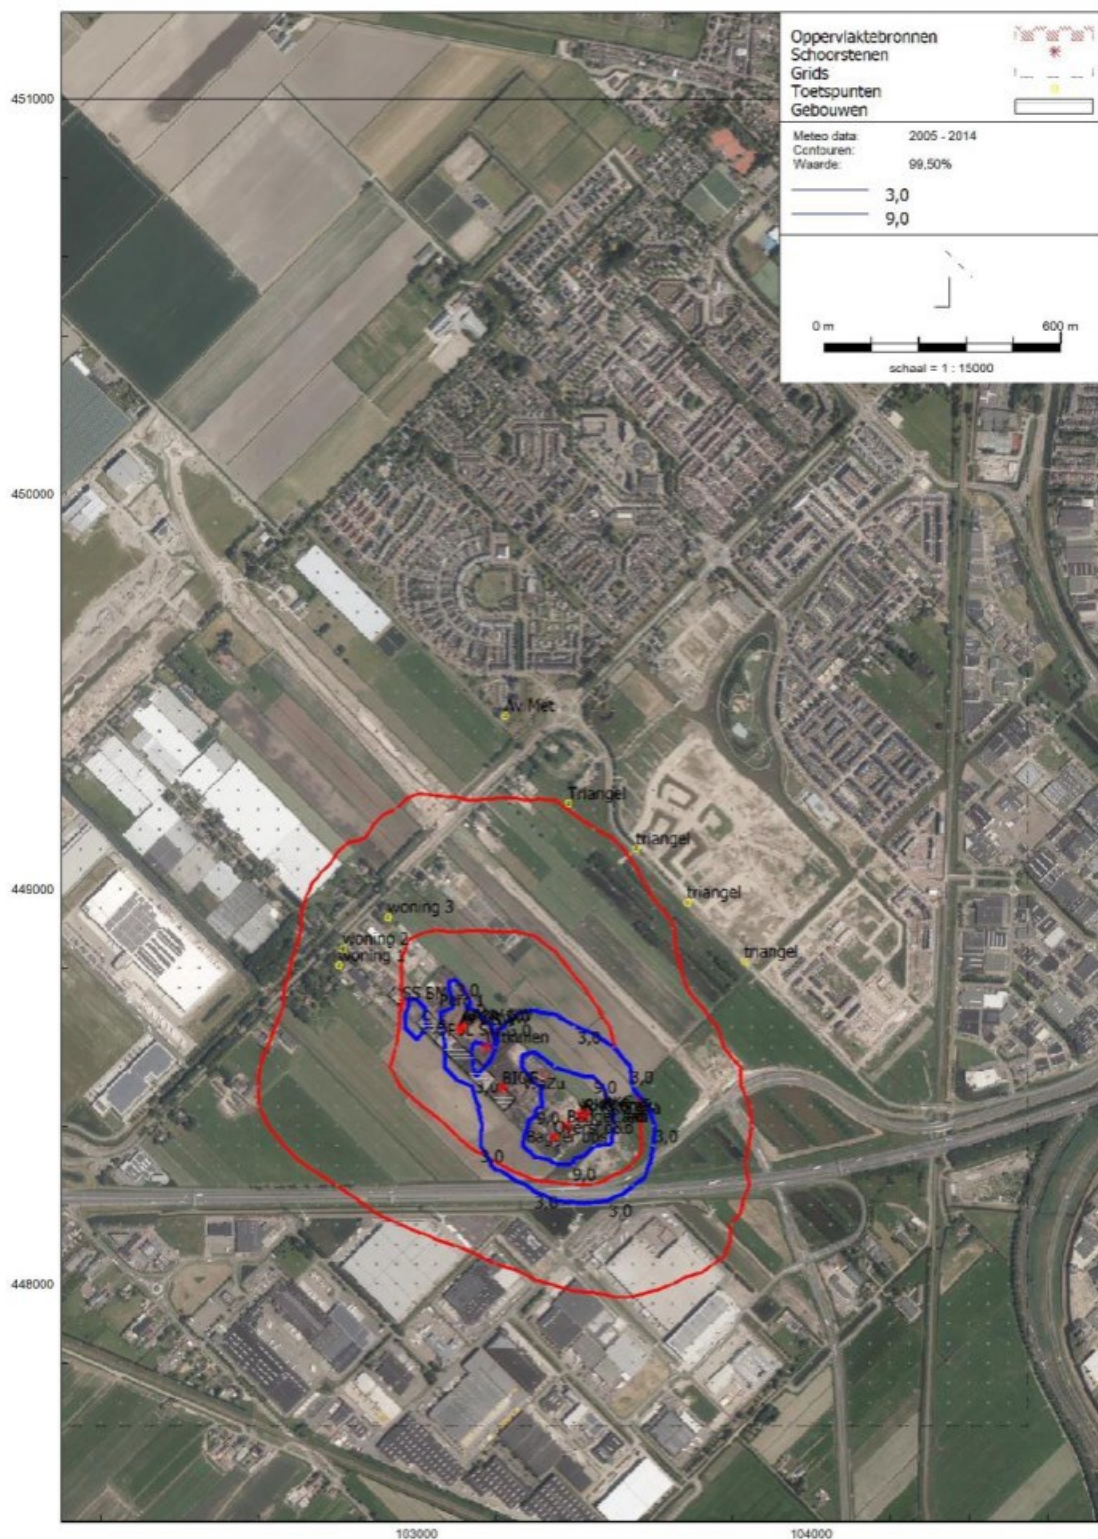 Oppervlaktebronnen
Schoorstenen
Grids
Toetspunten
Gebouwen
Meteo data: 2005 - 2014
Contouren:
Waarde: 99,50%
3,0
9,0
0 m 600 m
schaal = 1 : 15000
451000
450000
Av Met
Triangel
triangel
449000
triangel
woning 3
woning 2
triangel
woning 1
3,0
3,0
3,0
9,0
9,0
3,0
3,0
9,0
3,0
3,0
448000
103000 104000